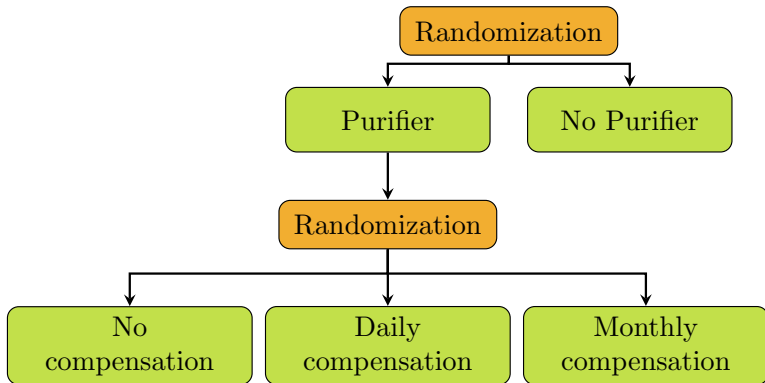 Randomization
Purifier
No Purifier
Randomization
No
compensation
Daily
compensation
Monthly
compensation